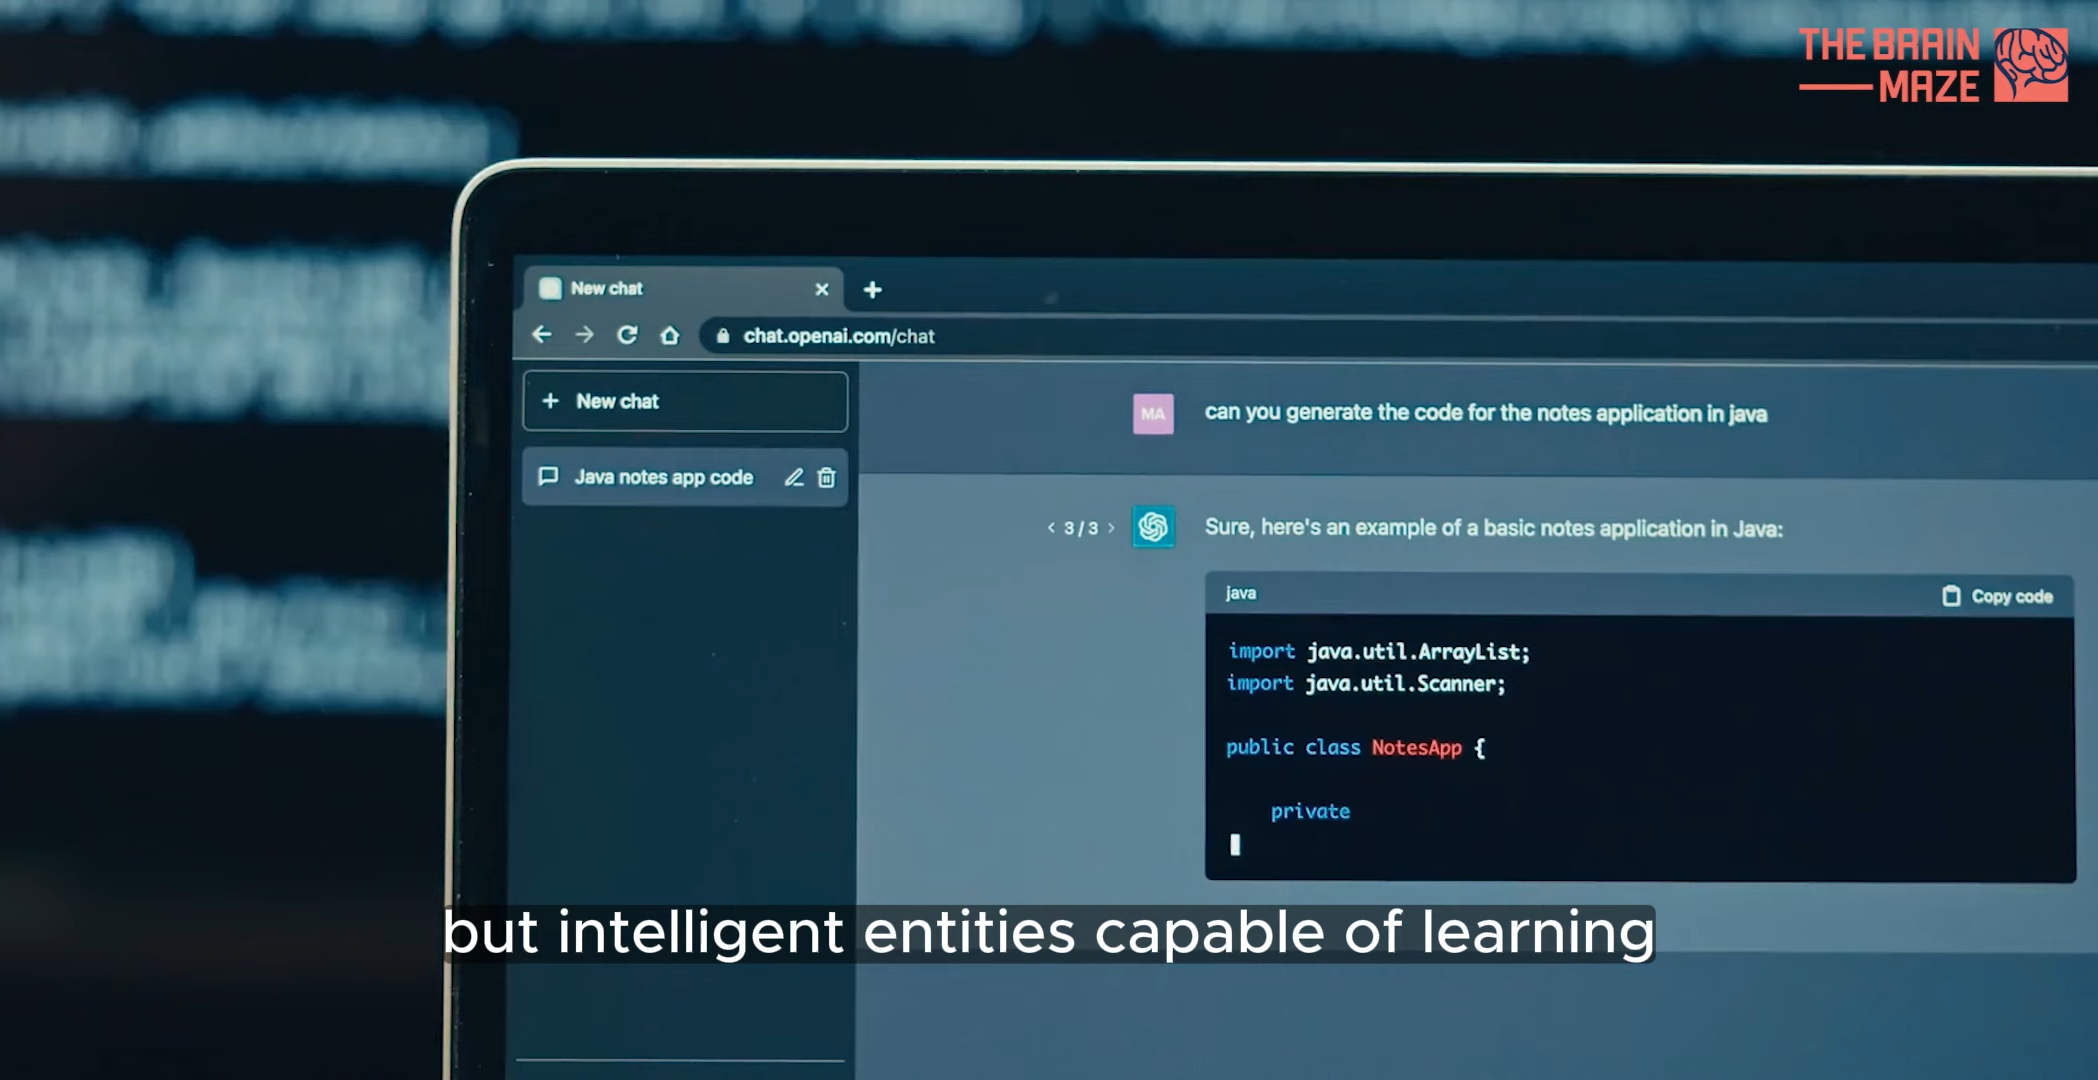 THE BRAIN
MAZE
New chat
chat.openai.com/chat
New chat
MA
can you generate the code for the notes application in java
Java notes app code
< 3/3 >
Sure, here's an example of a basic notes application in Java:
java
Copy code
import java.util.ArrayList;
import java.util.Scanner;
public class NotesApp {
private
but intelligent entities capable of learning